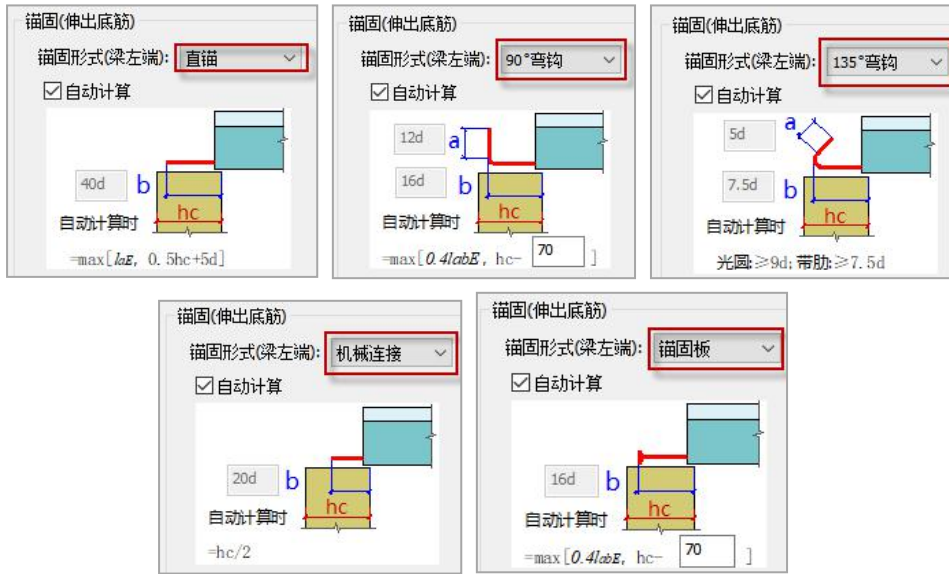 锚固(伸出底筋)
锚固形式(梁左端): 直锚
自动计算
40d
b
hc
自动计算时
=max[laE, 0.5hc+5d]
锚固(伸出底筋)
锚固形式(梁左端): 90°弯钩
自动计算
12d
a
16d
b
hc
自动计算时
=max[0.4labE, hc- 70 ]
锚固(伸出底筋)
锚固形式(梁左端): 135°弯钩
自动计算
5d
a
7.5d
b
hc
自动计算时
光圆:≥9d;带肋:≥7.5d
锚固(伸出底筋)
锚固形式(梁左端): 机械连接
自动计算
20d
b
hc
自动计算时
=hc/2
锚固(伸出底筋)
锚固形式(梁左端): 锚固板
自动计算
16d
b
hc
自动计算时
=max[0.4labE, hc- 70 ]